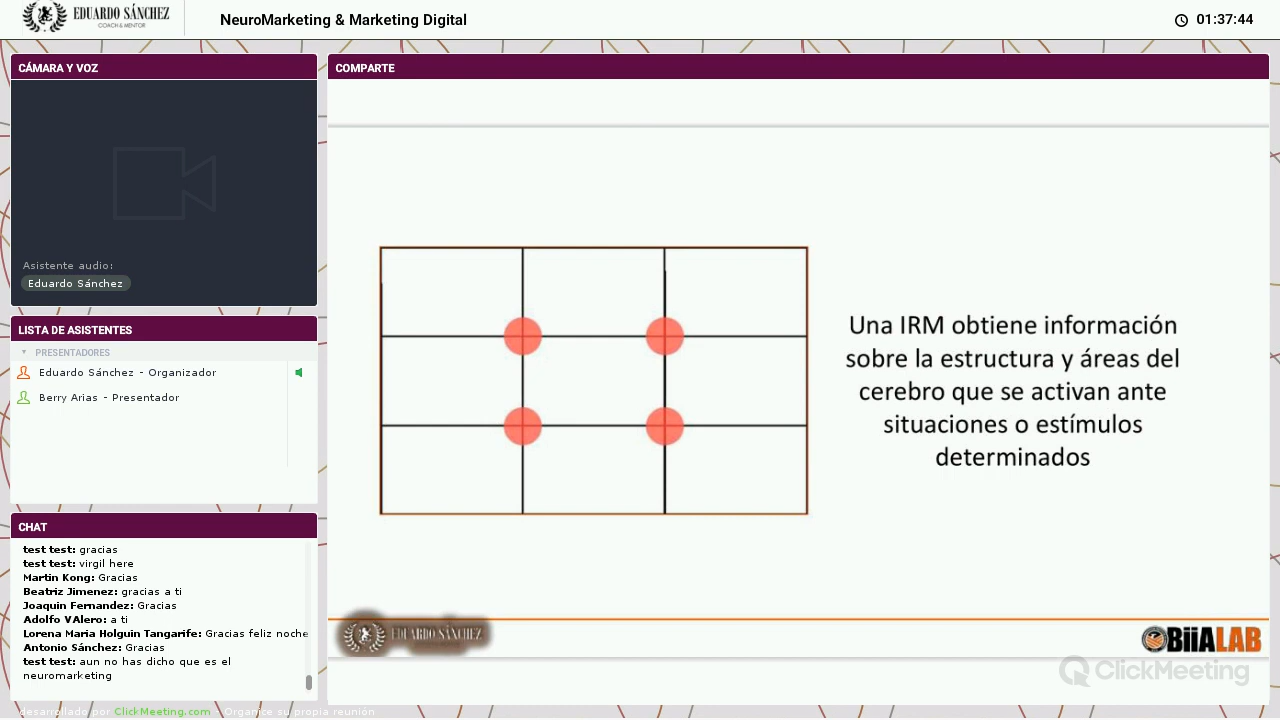 EDUARDO SÁNCHEZ
COACH & MENTOR
NeuroMarketing & Marketing Digital
01:37:44
CÁMARA Y VOZ
Asistente audio:
Eduardo Sánchez
LISTA DE ASISTENTES
PRESENTADORES
Eduardo Sánchez - Organizador
Berry Arias - Presentador
CHAT
test test: gracias
test test: virgil here
Martin Kong: Gracias
Beatriz Jimenez: gracias a ti
Joaquin Fernandez: Gracias
Adolfo VAlero: a ti
Lorena Maria Holguin Tangarife: Gracias feliz noche
Antonio Sánchez: Gracias
test test: aun no has dicho que es el
neuromarketing
desarrollado por ClickMeeting.com - Organice su propia reunión
COMPARTE
Una IRM obtiene información
sobre la estructura y áreas del
cerebro que se activan ante
situaciones o estímulos
determinados
EDUARDO SÁNCHEZ
BiiALAB
ClickMeeting